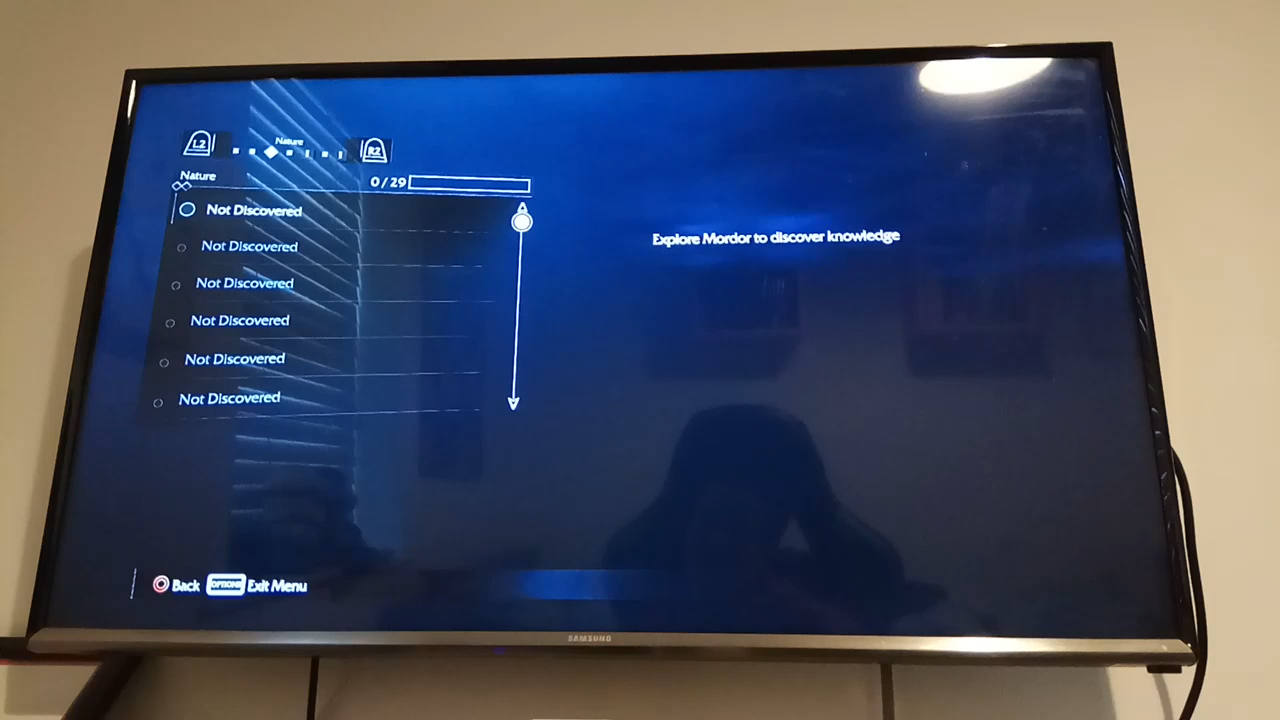 L2 Nature R2
Nature 0/29
Not Discovered
Not Discovered
Not Discovered
Not Discovered
Not Discovered
Not Discovered
Explore Mordor to discover knowledge
Back OPTIONS Exit Menu
SAMSUNG